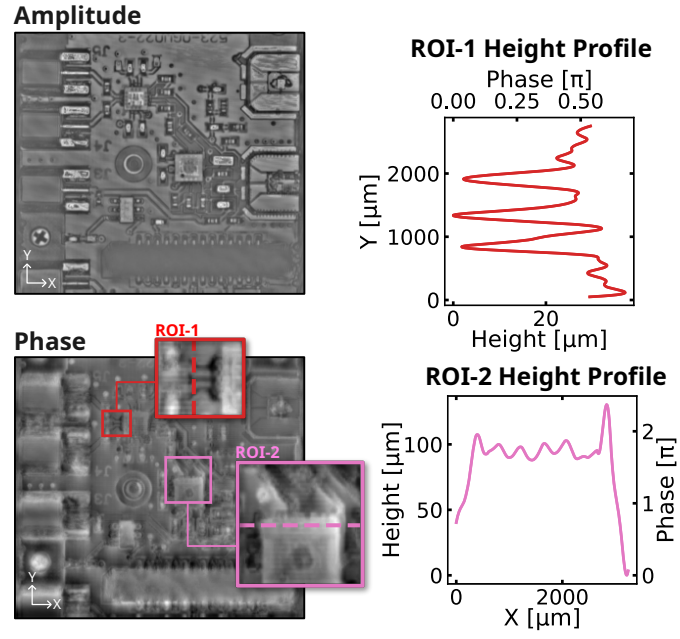 Amplitude
Y
X
ROI-1 Height Profile
Phase [π]
0.00 0.25 0.50
Y [μm]
2000
1000
0
0 20
Height [μm]
Phase
ROI-1
ROI-2
Y
X
ROI-2 Height Profile
Height [μm]
100
50
0
2
1
0
Phase [π]
0 2000
X [μm]